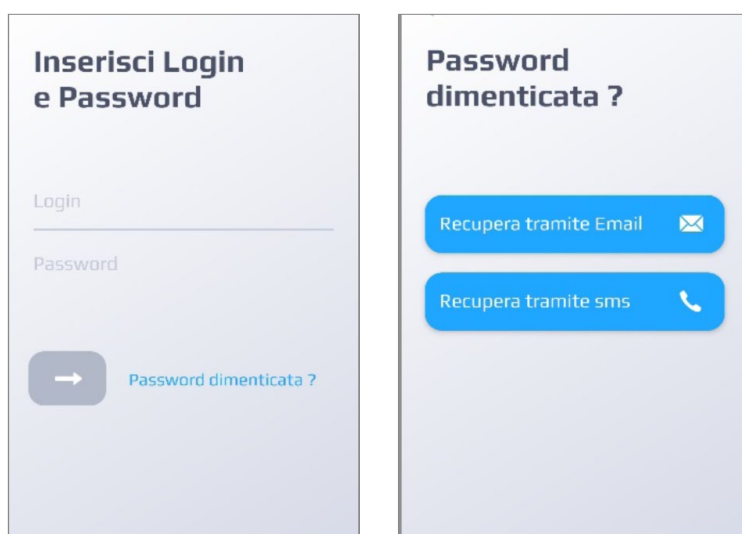 Inserisci Login
e Password
Login
Password
Password dimenticata ?
Password
dimenticata ?
Recupera tramite Email
Recupera tramite sms